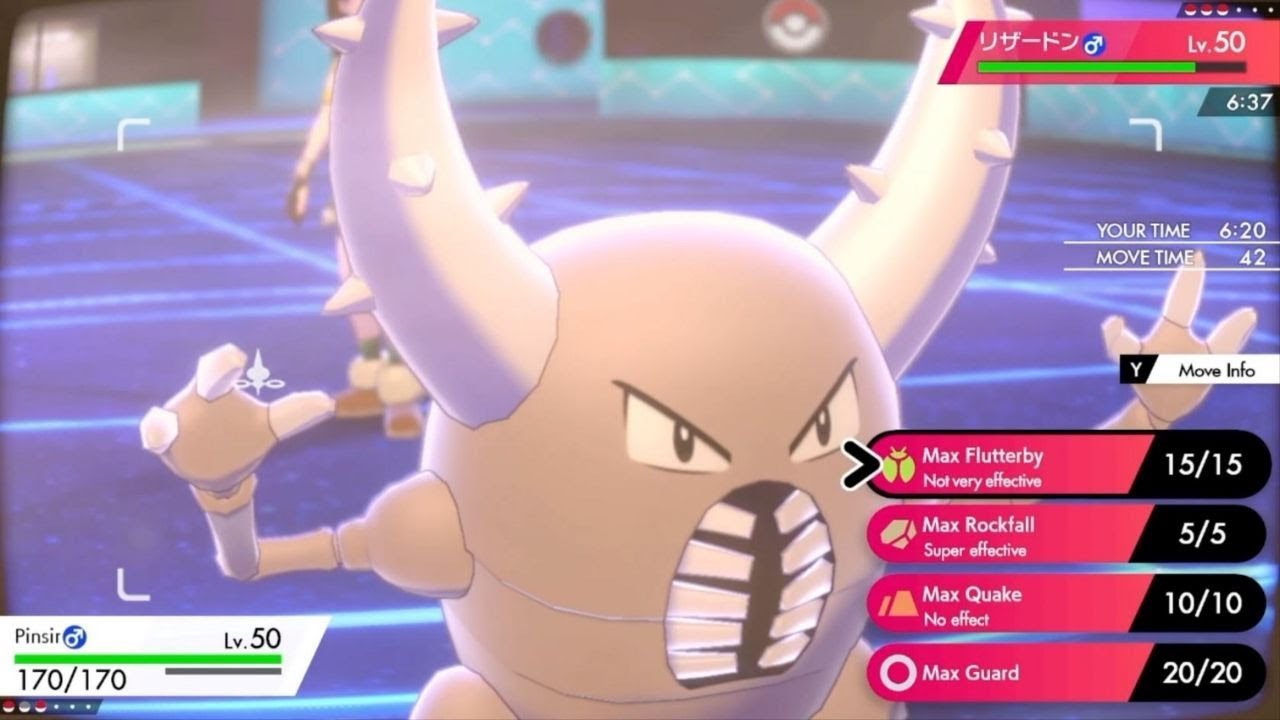 リザードン♂ Lv.50
6:37
YOUR TIME 6:20
MOVE TIME 42
Y Move Info
Max Flutterby 15/15
Not very effective
Max Rockfall 5/5
Super effective
Max Quake 10/10
No effect
Max Guard 20/20
Pinsir♂ Lv.50
170/170